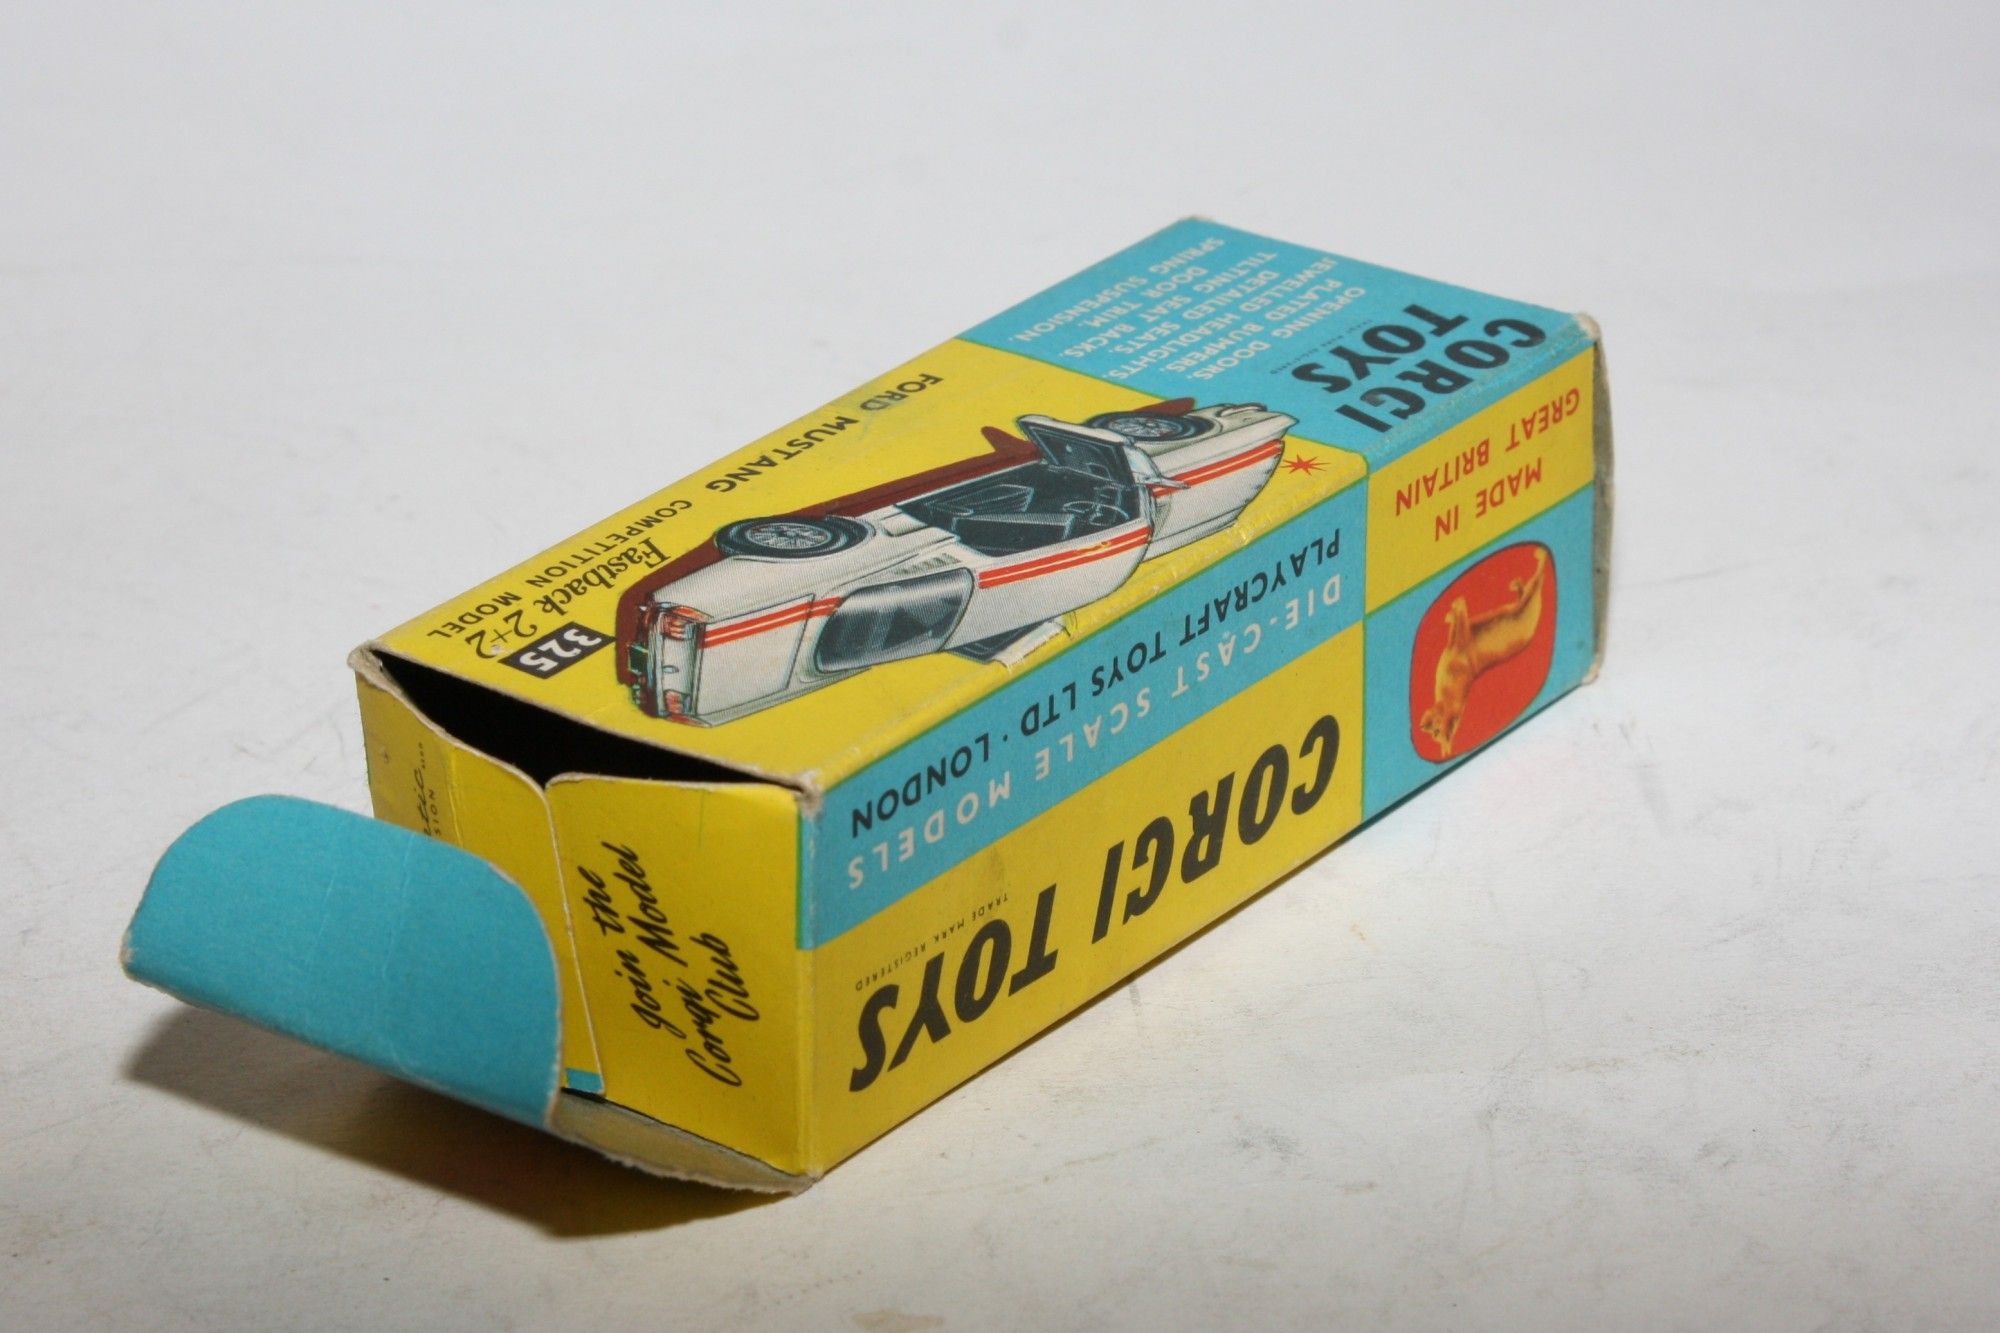 CORGI
TOYS
OPENING DOORS.
PLATED BUMPERS.
JEWELLED HEADLIGHTS.
DETAILED SEATS.
TILTING SEAT BACKS.
DOOR TRIM.
SPRING SUSPENSION.
FORD MUSTANG
Fastback 2+2
COMPETITION MODEL
325
MADE IN
GREAT BRITAIN
CORGI TOYS
TRADE MARK REGISTERED
DIE-CAST SCALE MODELS
PLAYCRAFT TOYS LTD · LONDON
Join the
Corgi Model
Club